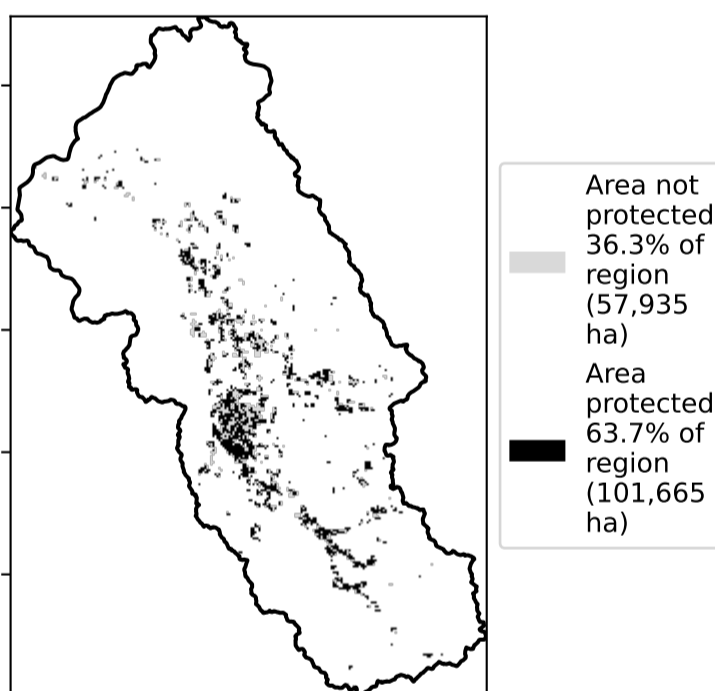 Area not
protected
36.3% of
region
(57,935
ha)
Area
protected
63.7% of
region
(101,665
ha)